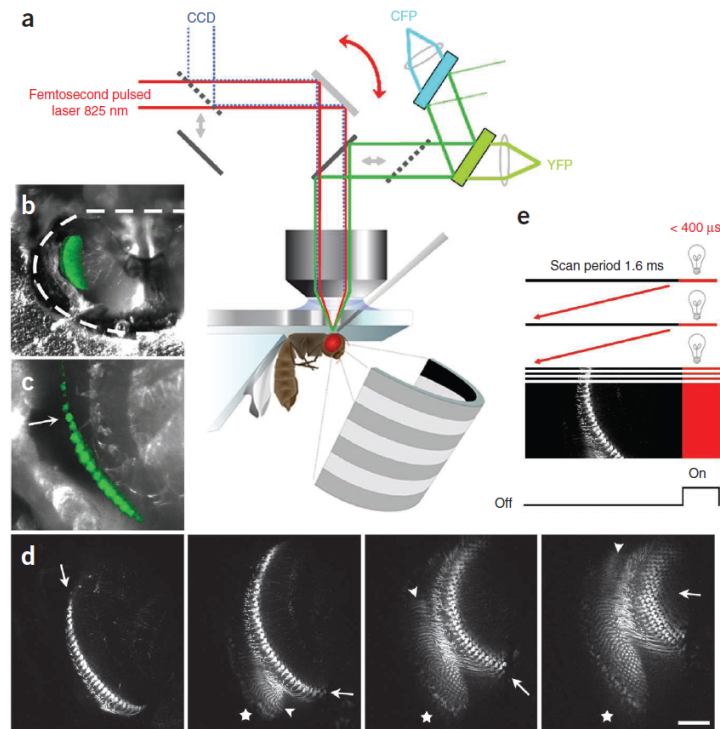 a
CCD
CFP
Femtosecond pulsed
laser 825 nm
YFP
b
e
< 400 µs
Scan period 1.6 ms
c
On
Off
d